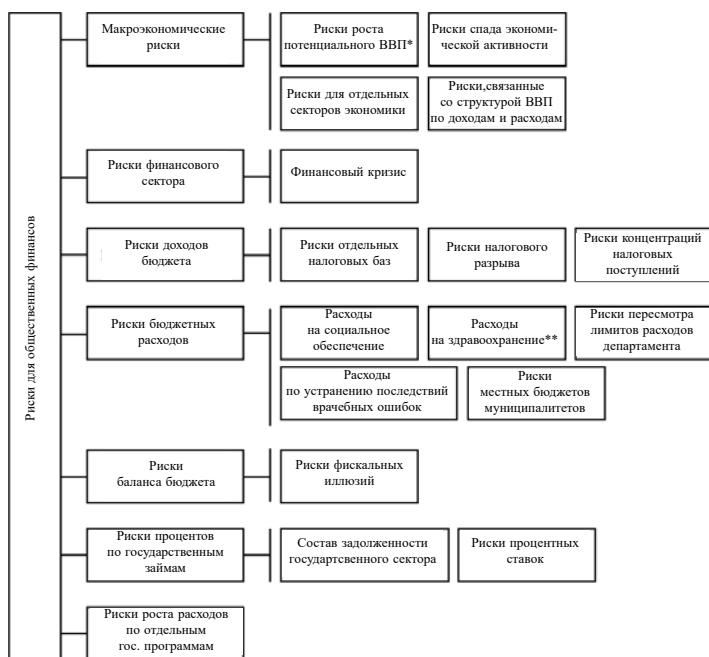 Риски для общественных финансов
Макроэкономические
риски
Риски роста
потенциального ВВП*
Риски спада экономи-
ческой активности
Риски для отдельных
секторов экономики
Риски,связанные
со структурой ВВП
по доходам и расходам
Риски финансового
сектора
Финансовый кризис
Риски доходов
бюджета
Риски отдельных
налоговых баз
Риски налогового
разрыва
Риски концентраций
налоговых
поступлений
Риски бюджетных
расходов
Расходы
на социальное
обеспечение
Расходы
на здравоохранение**
Риски пересмотра
лимитов расходов
департамента
Расходы
по устранению последствий
врачебных ошибок
Риски
местных бюджетов
муниципалитетов
Риски
баланса бюджета
Риски фискальных
иллюзий
Риски процентов
по государственным
займам
Состав задолженности
государтсвенного сектора
Риски процентных
ставок
Риски роста расходов
по отдельным
гос. программам